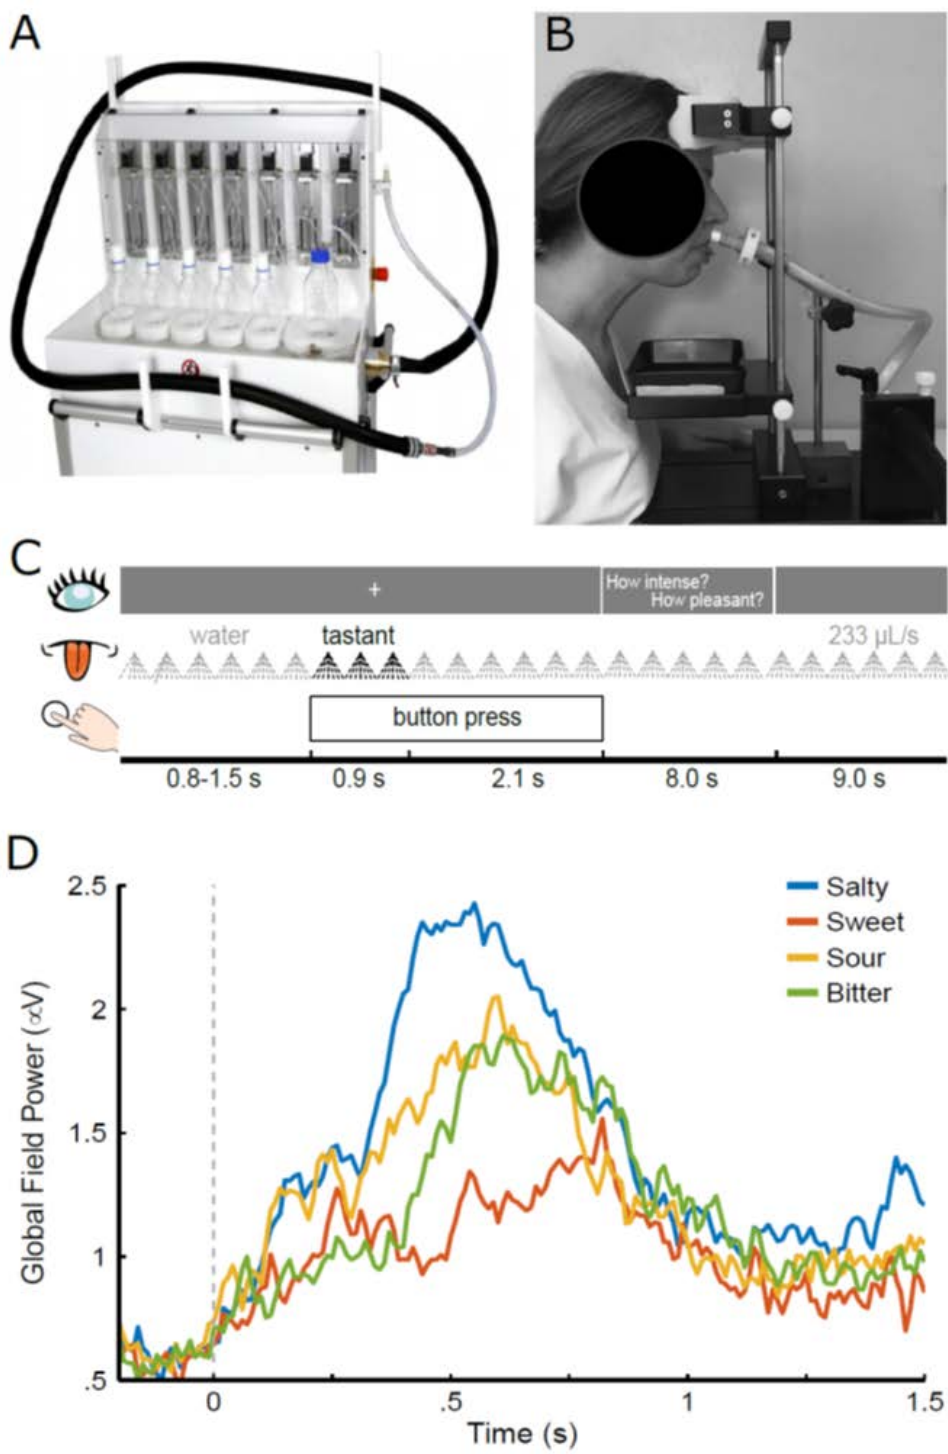 A
B
C
How intense?
How pleasant?
water
tastant
233 µL/s
button press
0.8-1.5 s
0.9 s
2.1 s
8.0 s
9.0 s
D
2.5
2
1.5
1
.5
Global Field Power (∝V)
Salty
Sweet
Sour
Bitter
0
.5
1
1.5
Time (s)